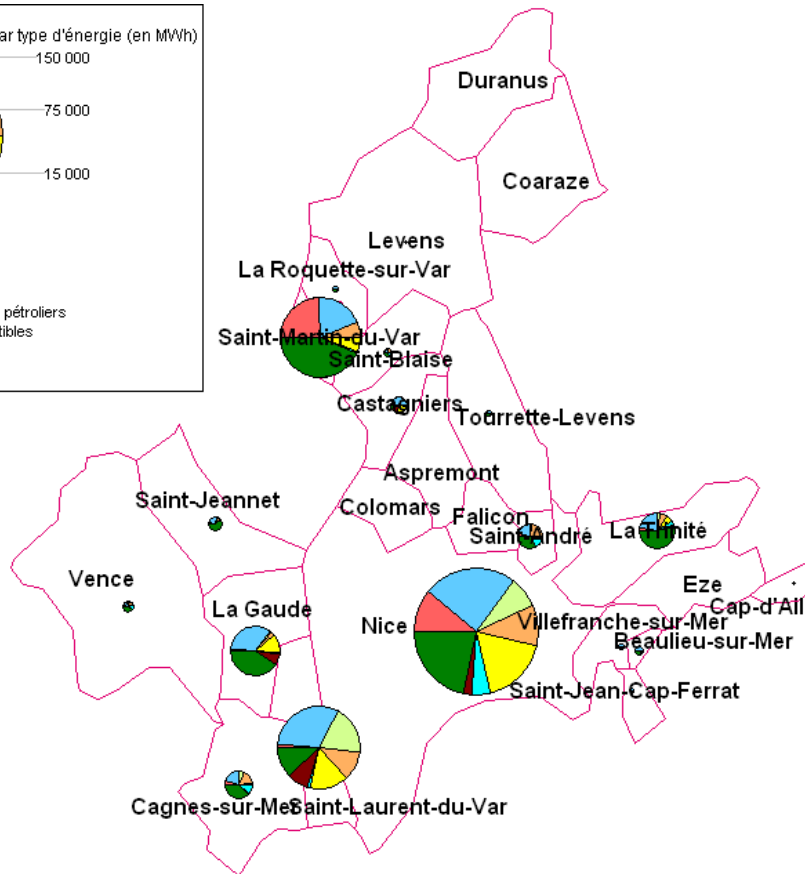 ar type d'énergie (en MWh)
150 000
75 000
15 000
pétroliers
tibles
Duranus
Coaraze
Levens
La Roquette-sur-Var
Saint-Martin-du-Var
Saint-Blaise
Castagniers
Tourrette-Levens
Aspremont
Saint-Jeannet
Colomars
Falicon
Saint-André
La Trinité
Vence
Eze
Cap-d'Ail
La Gaude
Nice
Villefranche-sur-Mer
Beaulieu-sur-Mer
Saint-Jean-Cap-Ferrat
Cagnes-sur-Mer
Saint-Laurent-du-Var